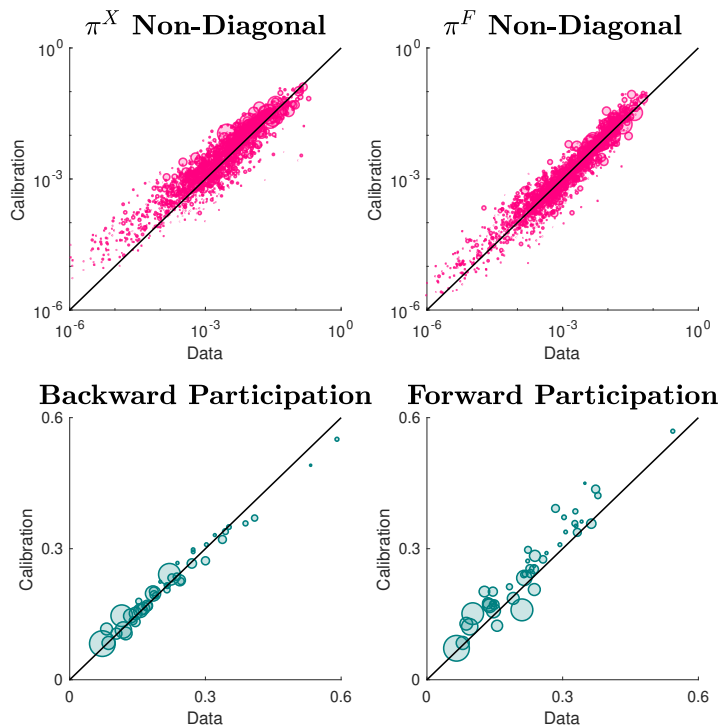 π^X Non-Diagonal
10^0
10^-3
10^-6
Calibration
10^-6 10^-3 10^0
Data
π^F Non-Diagonal
10^0
10^-3
10^-6
Calibration
10^-6 10^-3 10^0
Data
Backward Participation
0.6
0.3
0
Calibration
0 0.3 0.6
Data
Forward Participation
0.6
0.3
0
Calibration
0 0.3 0.6
Data